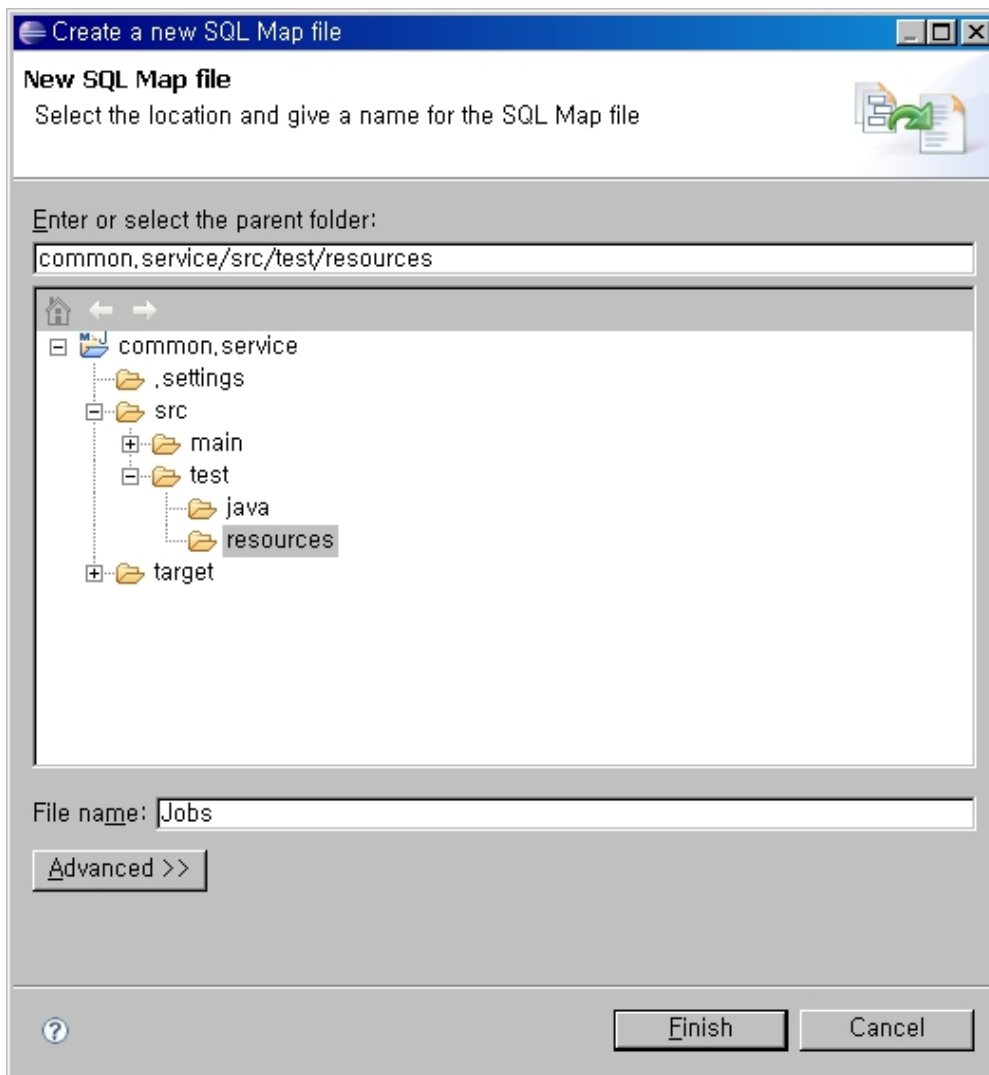 Create a new SQL Map file
New SQL Map file
Select the location and give a name for the SQL Map file
Enter or select the parent folder:
common.service/src/test/resources
common.service
.settings
src
main
test
java
resources
target
File name: Jobs
Advanced >>
Finish Cancel